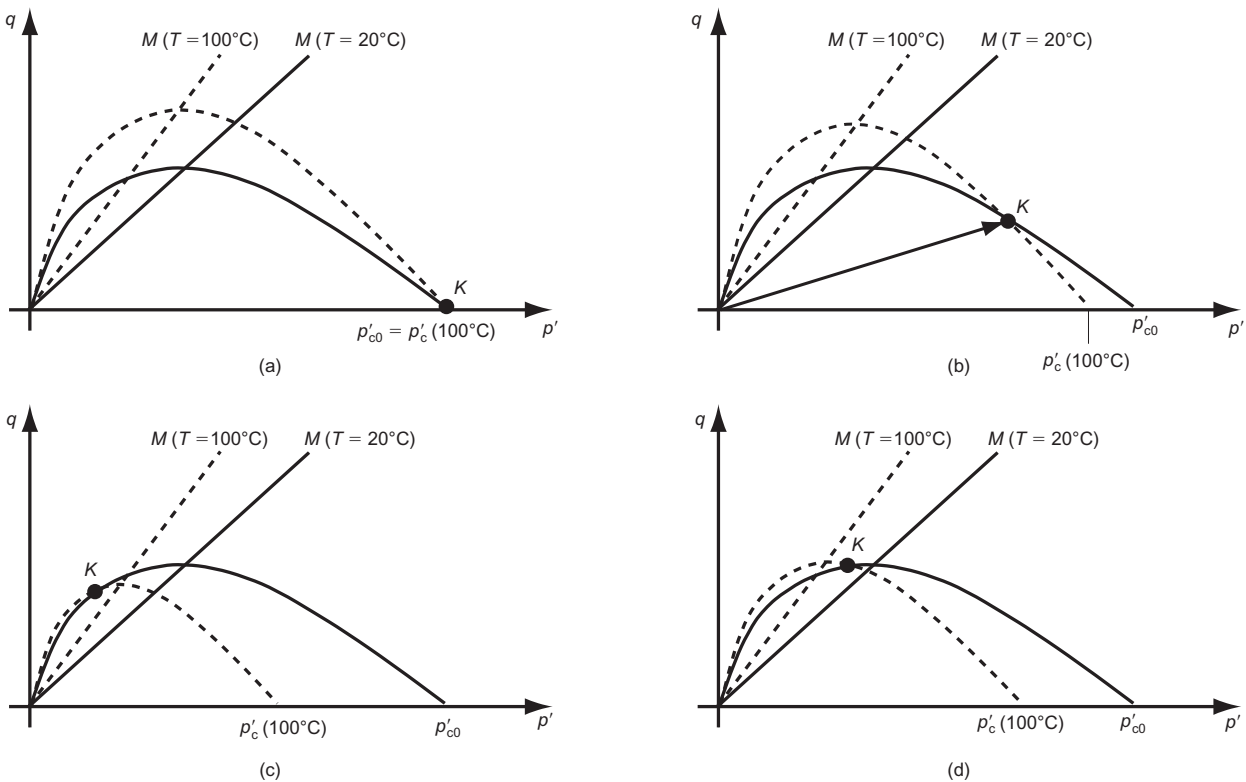 q
M (T = 100°C)
M (T = 20°C)
K
p′c0 = p′c (100°C)
p′
(a)
q
M (T = 100°C)
M (T = 20°C)
K
p′c0
p′
p′c (100°C)
(b)
q
M (T = 100°C)
M (T = 20°C)
K
p′c (100°C)
p′c0
p′
(c)
q
M (T = 100°C)
M (T = 20°C)
K
p′c (100°C)
p′c0
p′
(d)